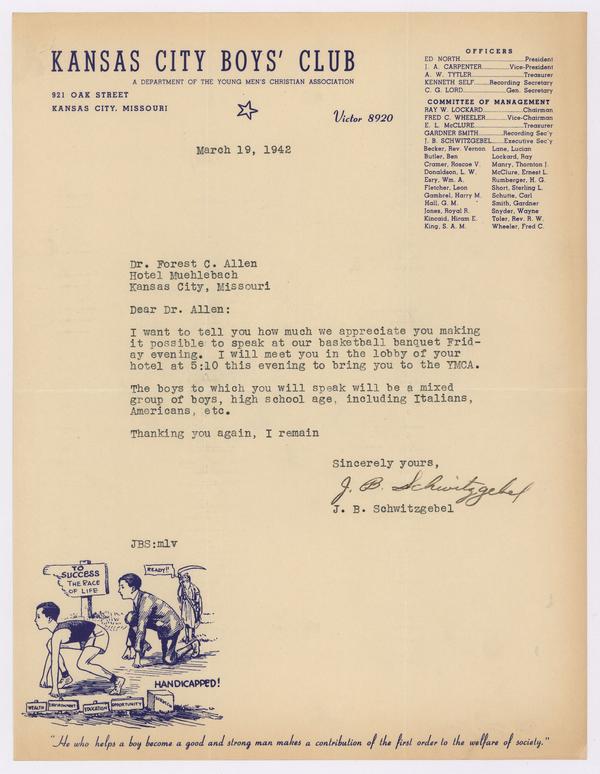 KANSAS CITY BOYS' CLUB
A DEPARTMENT OF THE YOUNG MEN'S CHRISTIAN ASSOCIATION
921 OAK STREET
KANSAS CITY, MISSOURI
Victor 8920
OFFICERS
ED NORTH President
J. A. CARPENTER Vice-President
A. W. TYTLER Treasurer
KENNETH SELF Recording Secretary
C. G. LORD Gen. Secretary
COMMITTEE OF MANAGEMENT
RAY W. LOCKARD Chairman
FRED C. WHEELER Vice-Chairman
E. L. McCLURE Treasurer
GARDNER SMITH Recording Sec'y
J. B. SCHWITZGEBEL Executive Sec'y
Becker, Rev. Vernon
Butler, Ben
Cramer, Roscoe V.
Donaldson, L. W.
Esry, Wm. A.
Fletcher, Leon
Gambrel, Harry M.
Hall, G. M.
Jones, Royal R.
Kincaid, Hiram E.
King, S. A. M.
Lane, Lucian
Lockard, Ray
Manry, Thornton J.
McClure, Ernest L.
Rumberger, H. G.
Short, Sterling L.
Schutte, Carl
Smith, Gardner
Snyder, Wayne
Toler, Rev. R. W.
Wheeler, Fred C.
March 19, 1942
Dr. Forest C. Allen
Hotel Muehlebach
Kansas City, Missouri
Dear Dr. Allen:
I want to tell you how much we appreciate you making
it possible to speak at our basketball banquet Frid-
ay evening. I will meet you in the lobby of your
hotel at 5:10 this evening to bring you to the YMCA.
The boys to which you will speak will be a mixed
group of boys, high school age, including Italians,
Americans, etc.
Thanking you again, I remain
Sincerely yours,
J. B. Schwitzgebel
J. B. Schwitzgebel
JBS:mlv
TO
SUCCESS
THE RACE
OF LIFE
READY!!
HANDICAPPED!
WEALTH
ENVIRONMENT
EDUCATION
OPPORTUNITY
"He who helps a boy become a good and strong man makes a contribution of the first order to the welfare of society."